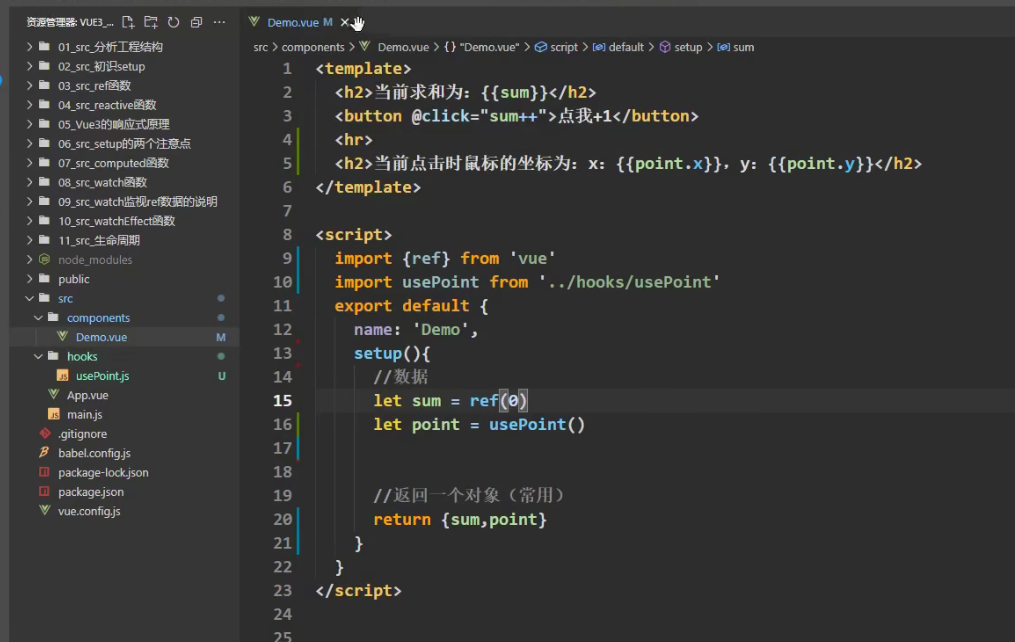 资源管理器: VUE3_...
01_src_分析工程结构
02_src_初识setup
03_src_ref函数
04_src_reactive函数
05_Vue3的响应式原理
06_src_setup的两个注意点
07_src_computed函数
08_src_watch函数
09_src_watch监视ref数据的说明
10_src_watchEffect函数
11_src_生命周期
node_modules
public
src
components
Demo.vue M
hooks
JS usePoint.js U
App.vue
JS main.js
.gitignore
babel.config.js
package-lock.json
package.json
vue.config.js
Demo.vue M
src > components > Demo.vue > {} "Demo.vue" > script > default > setup > sum
1 <template>
2 <h2>当前求和为：{{sum}}</h2>
3 <button @click="sum++">点我+1</button>
4 <hr>
5 <h2>当前点击时鼠标的坐标为：x：{{point.x}}，y：{{point.y}}</h2>
6 </template>
7
8 <script>
9 import {ref} from 'vue'
10 import usePoint from '../hooks/usePoint'
11 export default {
12 name: 'Demo',
13 setup(){
14 //数据
15 let sum = ref(0)
16 let point = usePoint()
17
18
19 //返回一个对象（常用）
20 return {sum,point}
21 }
22 }
23 </script>
24
25